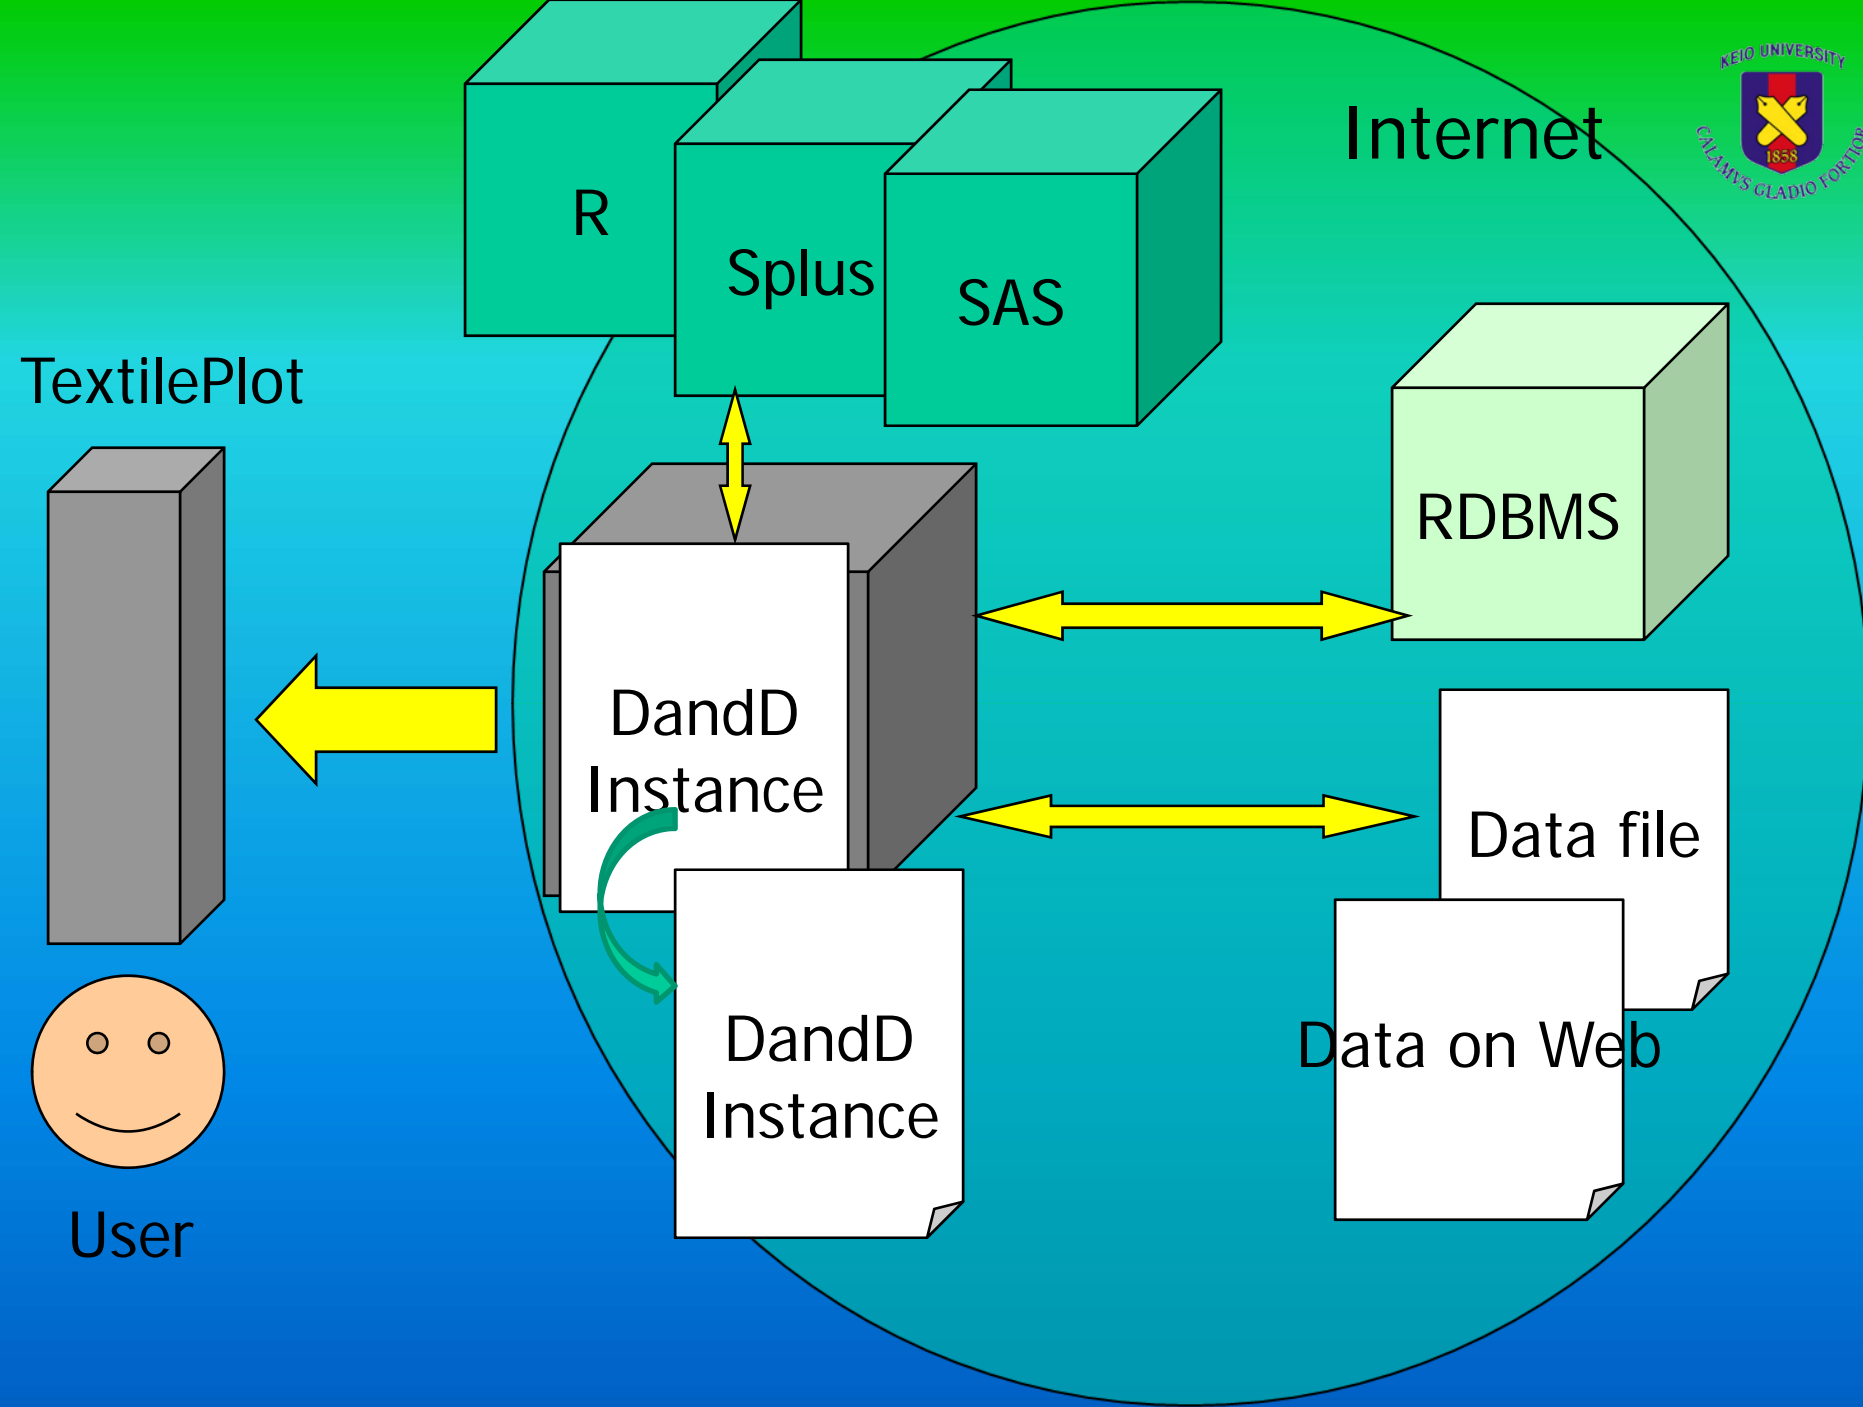 KEIO UNIVERSITY
1858
CALAMVS GLADIO FORTIOR
Internet
R
Splus
SAS
TextilePlot
RDBMS
DandD
Instance
Data file
DandD
Instance
Data on Web
User